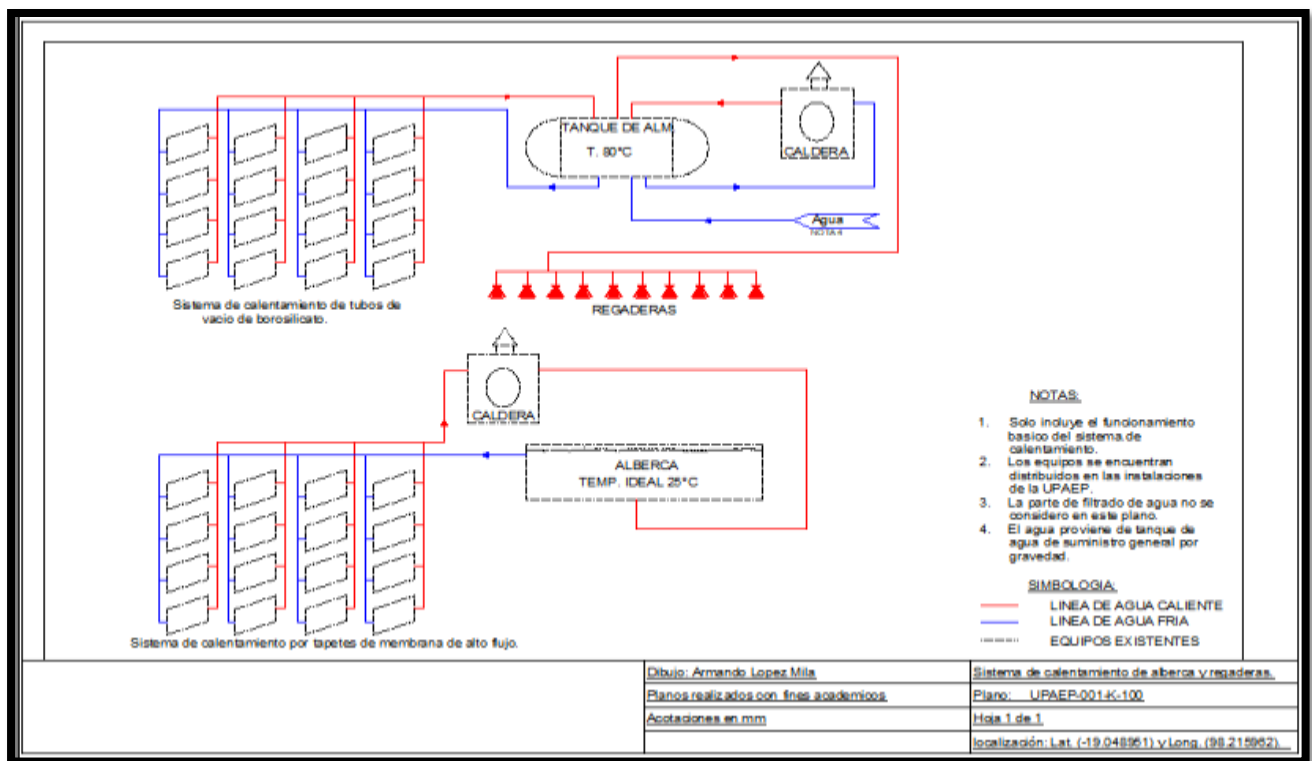 TANQUE DE ALM
T. 80°C
CALDERA
Agua
NOTA 4
Sistema de calentamiento de tubos de
vacio de borosilicato.
REGADERAS
CALDERA
ALBERCA
TEMP. IDEAL 25°C
Sistema de calentamiento por tapetes de membrana de alto flujo.
NOTAS:
1. Solo incluye el funcionamiento
basico del sistema de
calentamiento.
2. Los equipos se encuentran
distribuidos en las instalaciones
de la UPAEP.
3. La parte de filtrado de agua no se
considero en este plano.
4. El agua proviene de tanque de
agua de suministro general por
gravedad.
SIMBOLOGIA:
LINEA DE AGUA CALIENTE
LINEA DE AGUA FRIA
EQUIPOS EXISTENTES
Dibujo: Armando Lopez Mila
Sistema de calentamiento de alberca y regaderas.
Planos realizados con fines academicos
Plano: UPAEP-001-K-100
Acotaciones en mm
Hoja 1 de 1
localización: Lat. (-19.048951) y Long. (98.215962).